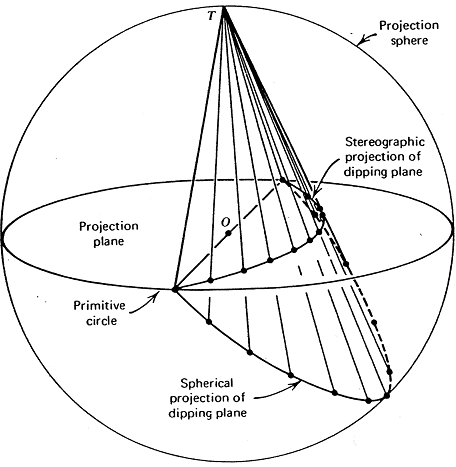 T
Projection
sphere
Stereographic
projection of
dipping plane
Projection
plane
O
Primitive
circle
Spherical
projection of
dipping plane